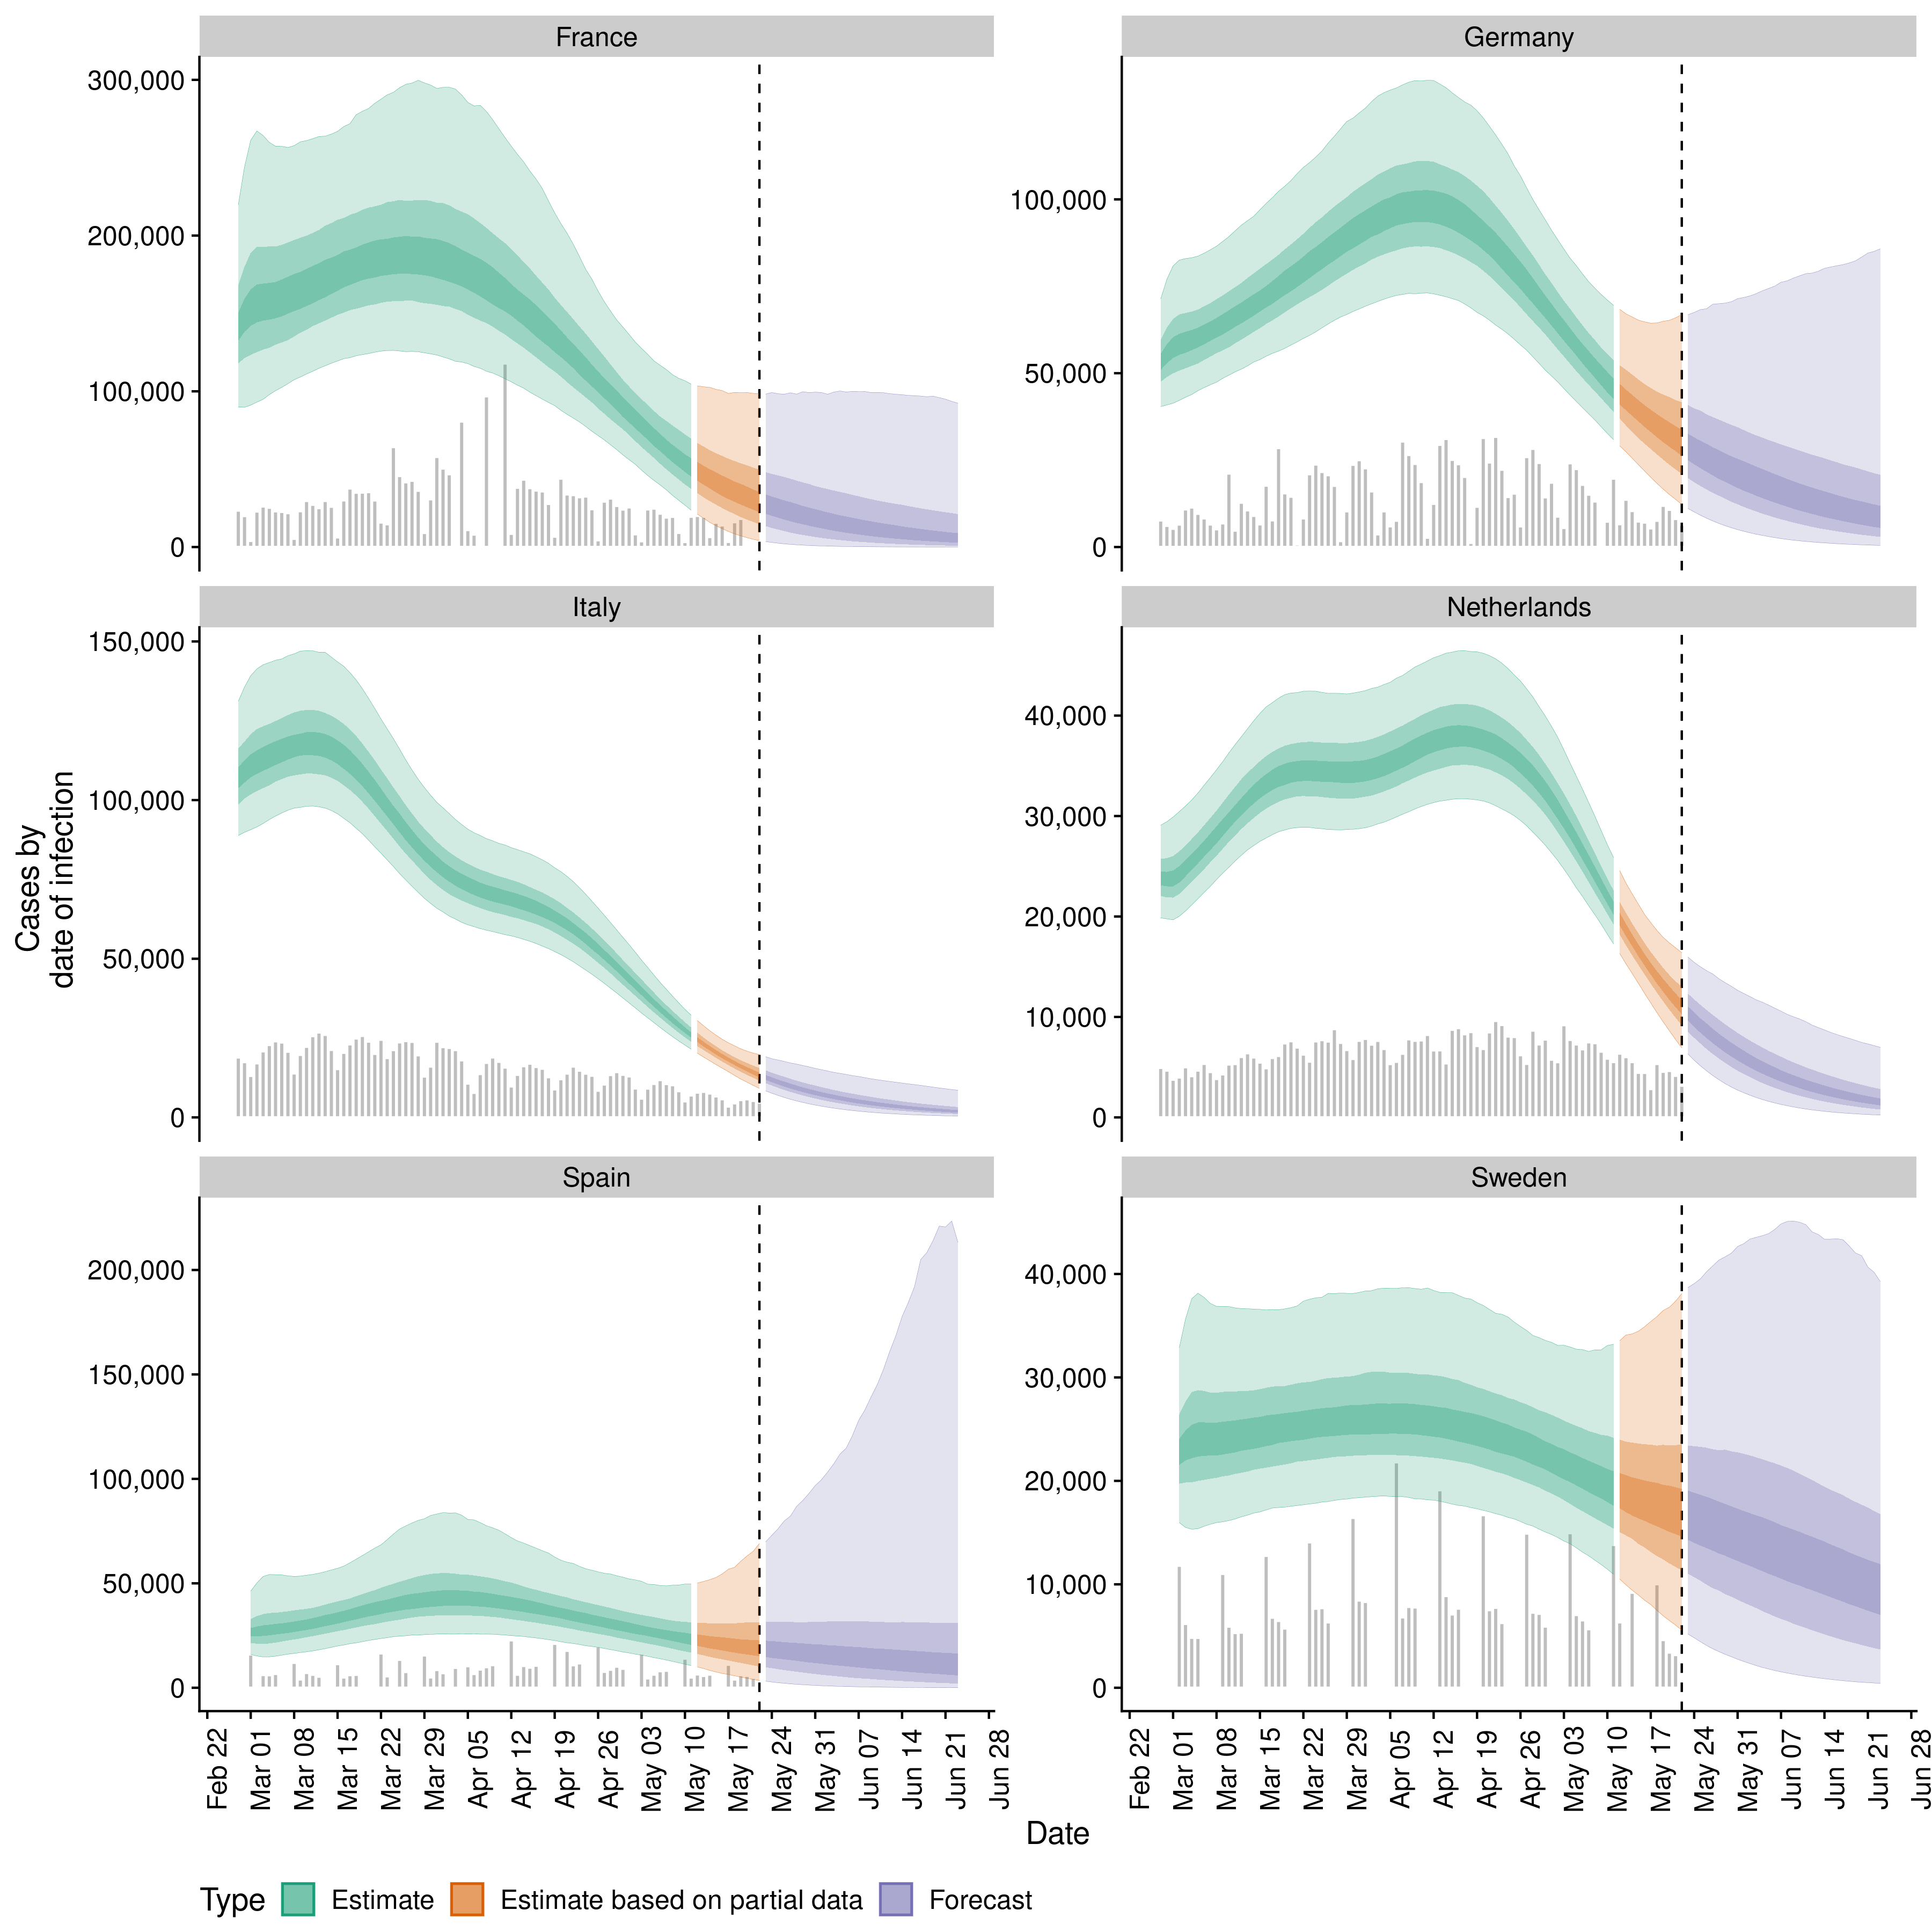 France
Germany
300,000
200,000
100,000
0
100,000
50,000
0
Italy
Netherlands
150,000
100,000
50,000
0
40,000
30,000
20,000
10,000
0
Cases by
date of infection
Spain
Sweden
200,000
150,000
100,000
50,000
0
40,000
30,000
20,000
10,000
0
Feb 22
Mar 01
Mar 08
Mar 15
Mar 22
Mar 29
Apr 05
Apr 12
Apr 19
Apr 26
May 03
May 10
May 17
May 24
May 31
Jun 07
Jun 14
Jun 21
Jun 28
Feb 22
Mar 01
Mar 08
Mar 15
Mar 22
Mar 29
Apr 05
Apr 12
Apr 19
Apr 26
May 03
May 10
May 17
May 24
May 31
Jun 07
Jun 14
Jun 21
Jun 28
Date
Type Estimate Estimate based on partial data Forecast